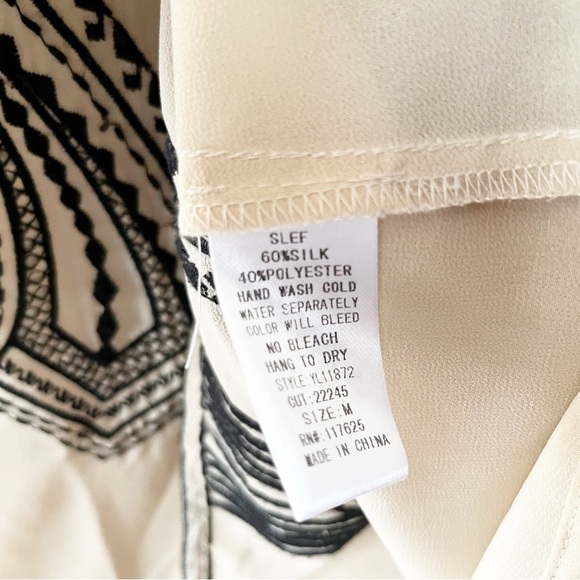 SLEF
60%SILK
40%POLYESTER
HAND WASH COLD
WATER SEPARATELY
COLOR WILL BLEED
NO BLEACH
HANG TO DRY
STYLE YL11872
CUT:22245
SIZE:M
RN#:117625
MADE IN CHINA